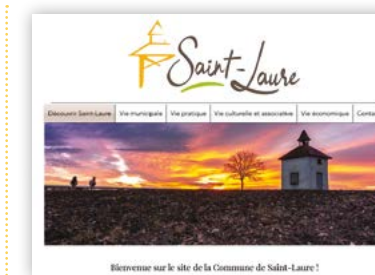 Saint-Laure
Découvrir Saint-Laure Vie municipale Vie pratique Vie culturelle et associative Vie économique Conta
Bienvenue sur le site de la Commune de Saint-Laure !